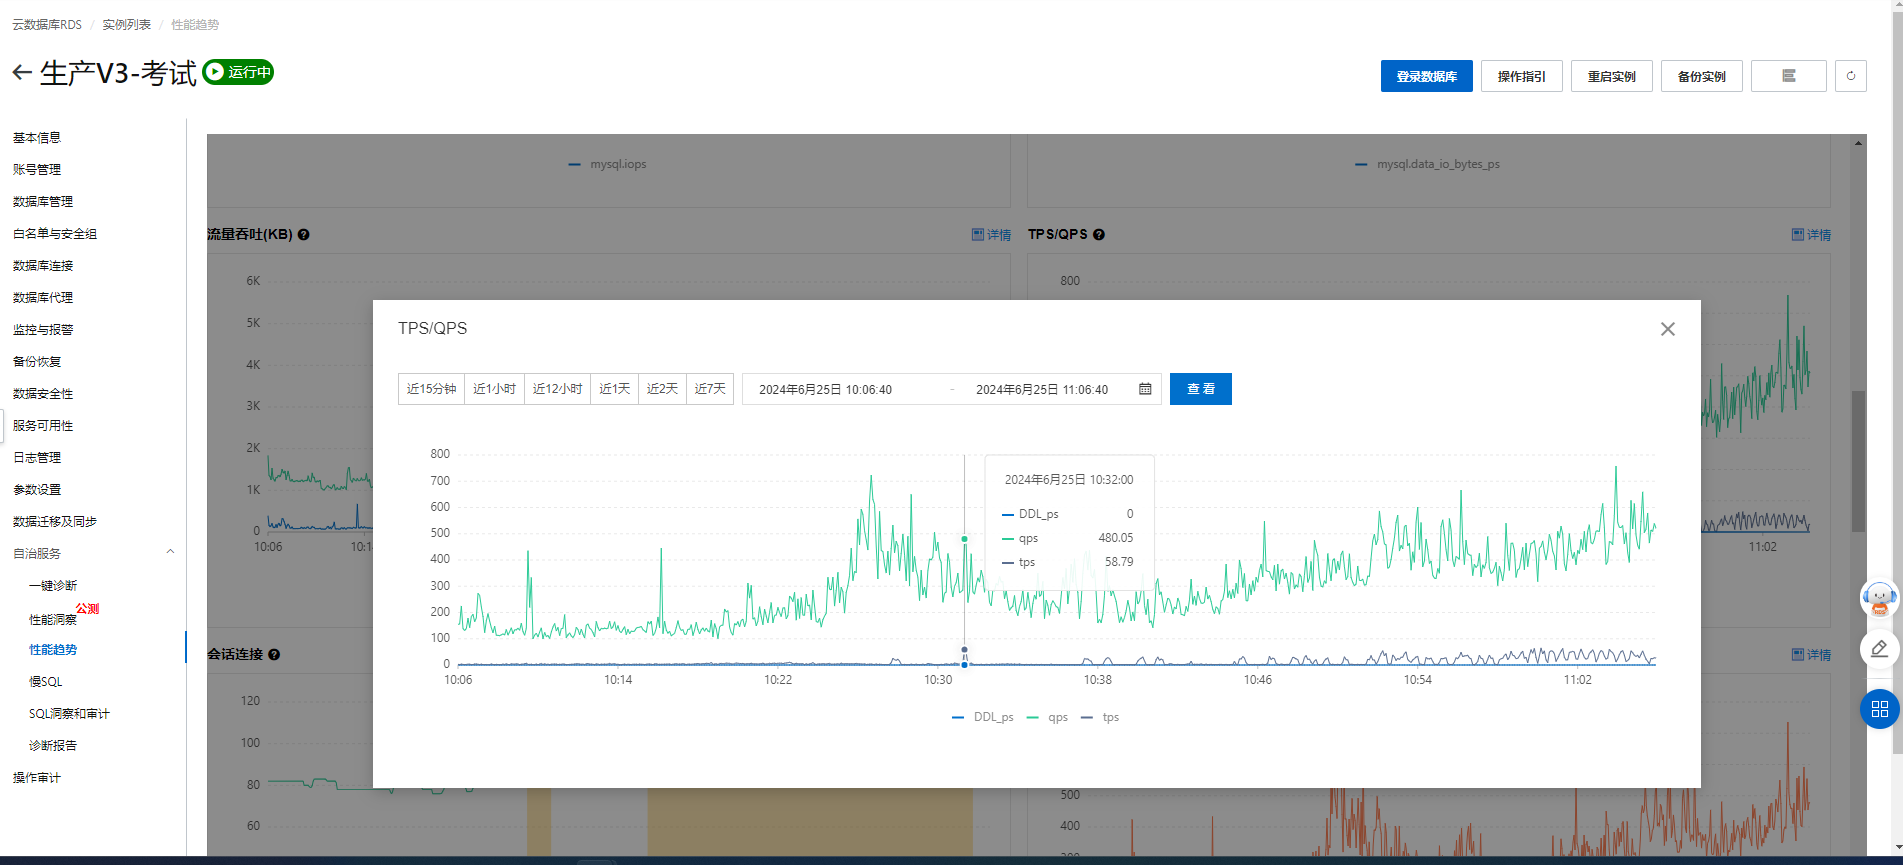 云数据库RDS / 实例列表 / 性能趋势
生产V3-考试 运行中
登录数据库 操作指引 重启实例 备份实例
基本信息
账号管理
数据库管理
白名单与安全组
数据库连接
数据库代理
监控与报警
备份恢复
数据安全性
服务可用性
日志管理
参数设置
数据迁移及同步
自治服务
一键诊断
公测
性能洞察
性能趋势
慢SQL
SQL洞察和审计
诊断报告
操作审计
mysql.iops
mysql.data_io_bytes_ps
流量吞吐(KB) 详情
6K
5K
4K
3K
2K
1K
0
10:06
TPS/QPS 详情
800
11:02
TPS/QPS
近15分钟 近1小时 近12小时 近1天 近2天 近7天
2024年6月25日 10:06:40 - 2024年6月25日 11:06:40 查 看
800
700
600
500
400
300
200
100
0
10:06 10:14 10:22 10:30 10:38 10:46 10:54 11:02
2024年6月25日 10:32:00
DDL_ps 0
qps 480.05
tps 58.79
DDL_ps qps tps
会话连接
120
100
80
60
详情
500
400
RDS